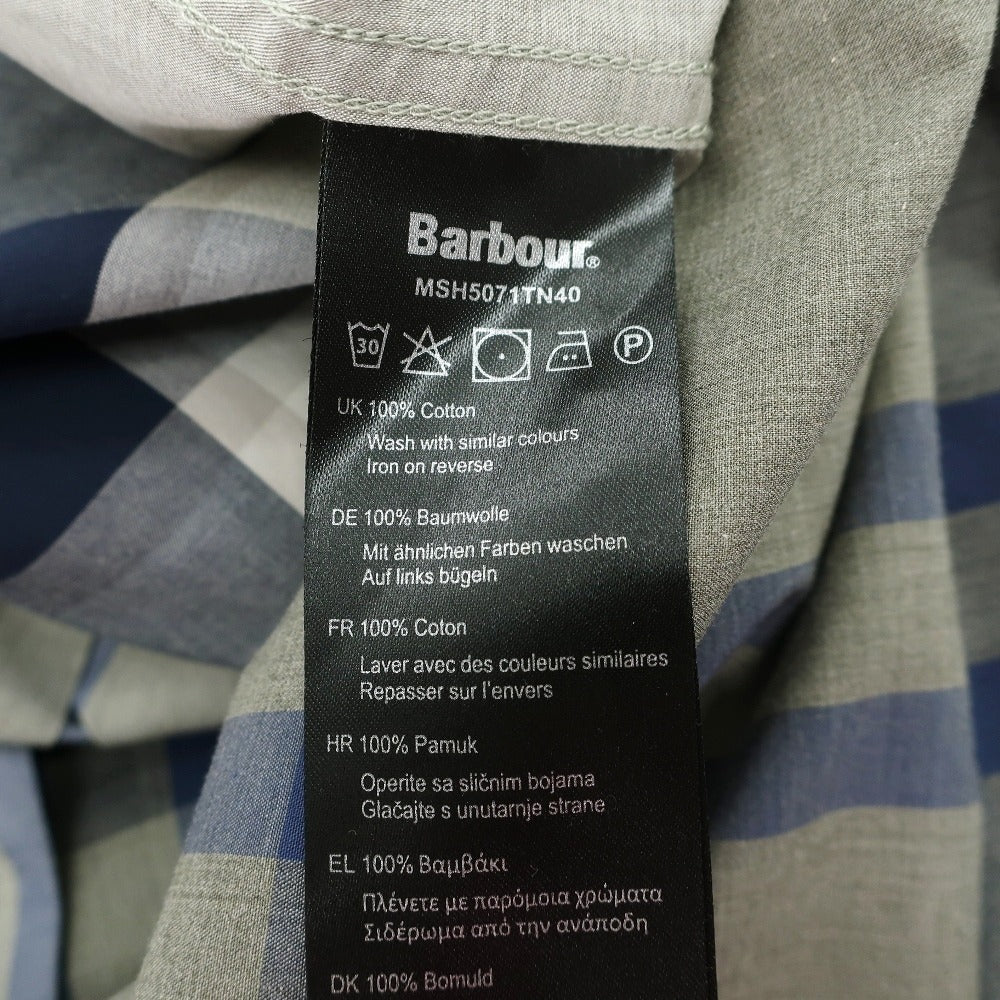 Barbour®
MSH5071TN40
30 P
UK 100% Cotton
Wash with similar colours
Iron on reverse
DE 100% Baumwolle
Mit ähnlichen Farben waschen
Auf links bügeln
FR 100% Coton
Laver avec des couleurs similaires
Repasser sur l'envers
HR 100% Pamuk
Operite sa sličnim bojama
Glačajte s unutarnje strane
EL 100% Βαμβάκι
Πλένετε με παρόμοια χρώματα
Σιδέρωμα από την ανάποδη
DK 100% Bomuld